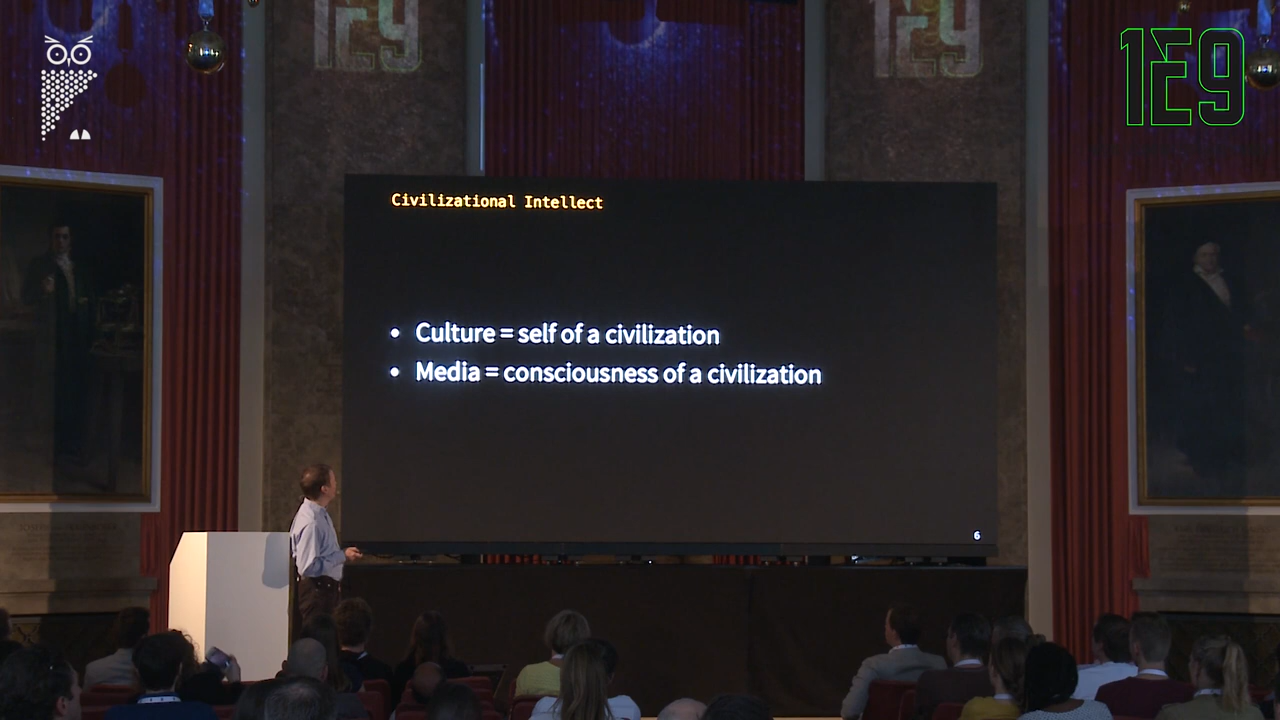 1E9
1E9
1E9
Civilizational Intellect
• Culture = self of a civilization
• Media = consciousness of a civilization
6